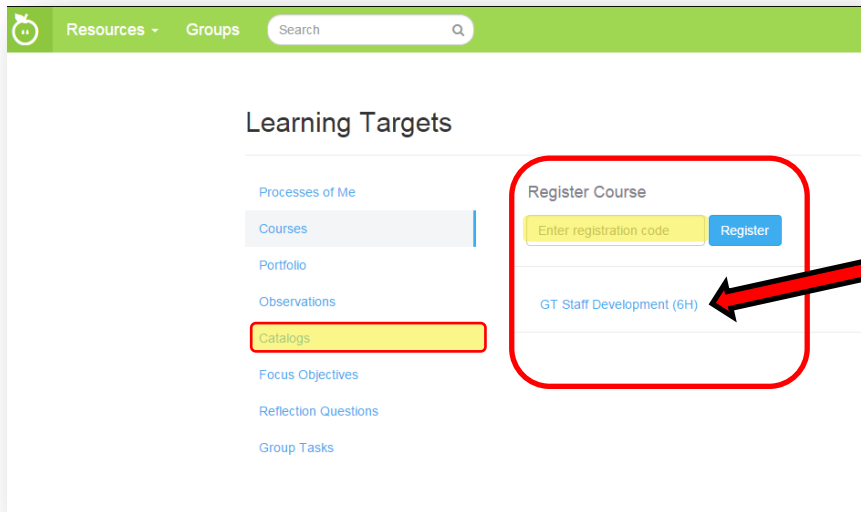 Resources Groups Search
Learning Targets
Processes of Me
Courses
Portfolio
Observations
Catalogs
Focus Objectives
Reflection Questions
Group Tasks
Register Course
Enter registration code Register
GT Staff Development (6H)